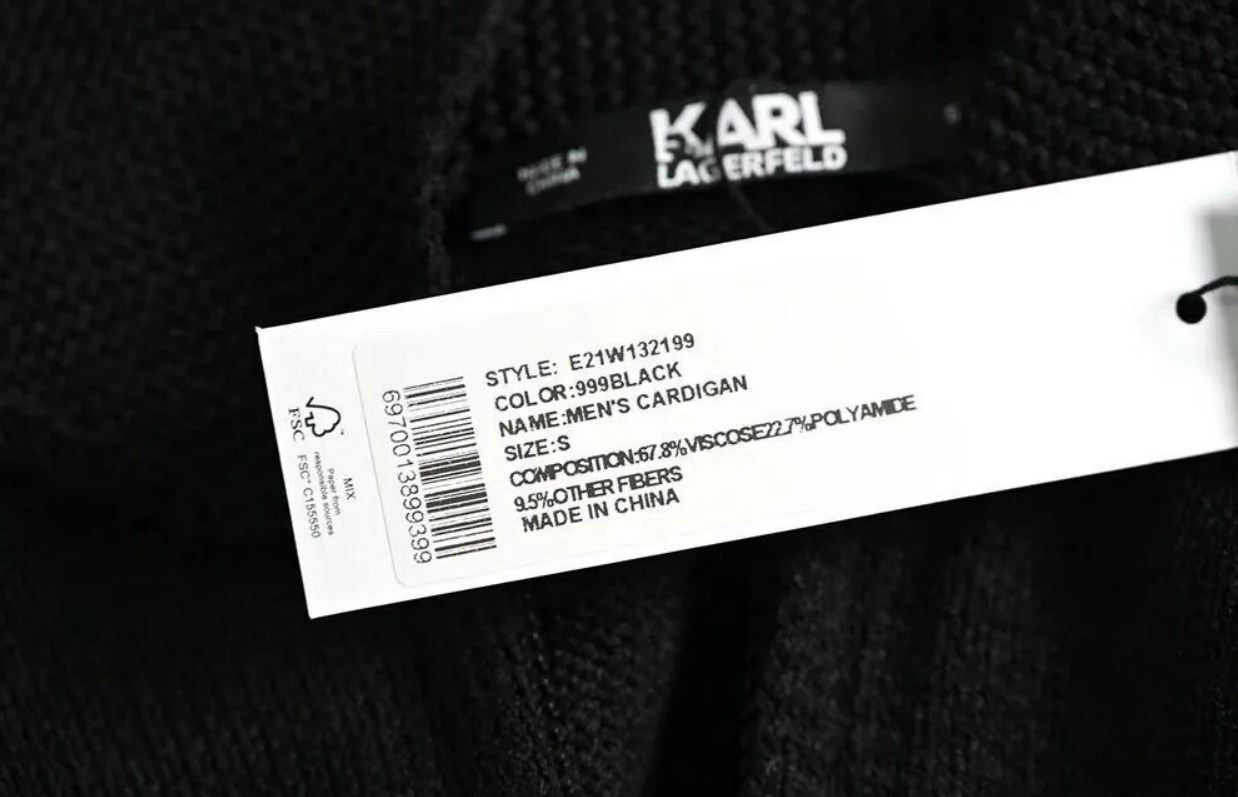 KARL
LAGERFELD
MADE IN
CHINA
S
STYLE: E21W132199
COLOR:999BLACK
NAME:MEN'S CARDIGAN
SIZE:S
COMPOSITION:67.8%VISCOSE22.7%POLYAMIDE
9.5%OTHER FIBERS
MADE IN CHINA
6970013899399
FSC
MIX
Paper from
responsible sources
FSC™ C155550